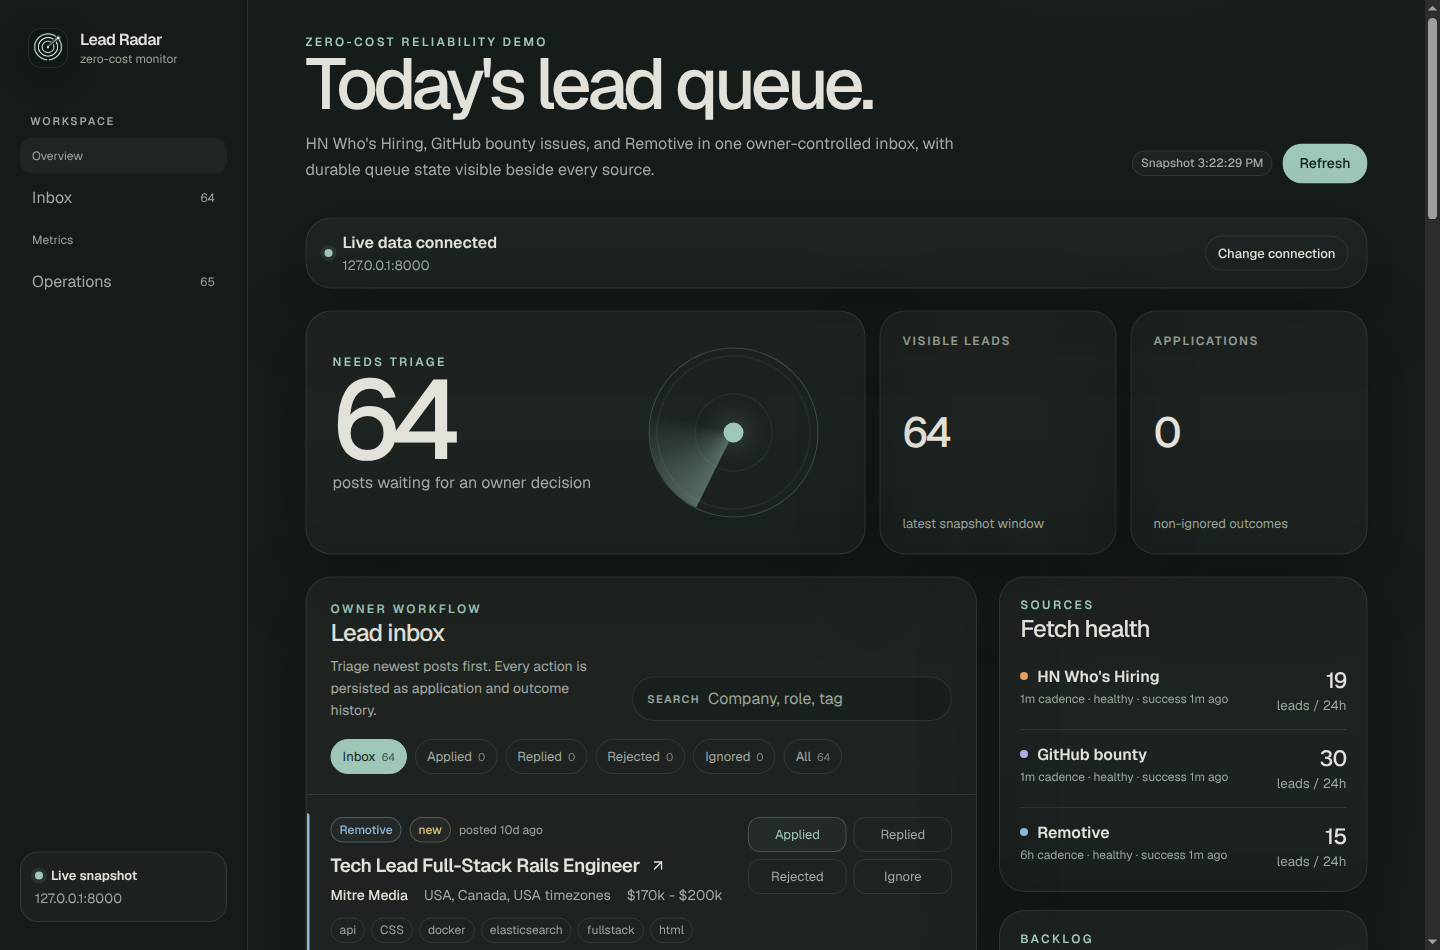 Lead Radar
zero-cost monitor
WORKSPACE
Overview
Inbox 64
Metrics
Operations 65
Live snapshot
127.0.0.1:8000
ZERO-COST RELIABILITY DEMO
Today's lead queue.
HN Who's Hiring, GitHub bounty issues, and Remotive in one owner-controlled inbox, with
durable queue state visible beside every source.
Snapshot 3:22:29 PM
Refresh
Live data connected
127.0.0.1:8000
Change connection
NEEDS TRIAGE
64
posts waiting for an owner decision
VISIBLE LEADS
64
latest snapshot window
APPLICATIONS
0
non-ignored outcomes
OWNER WORKFLOW
Lead inbox
Triage newest posts first. Every action is
persisted as application and outcome
history.
SEARCH Company, role, tag
Inbox 64 Applied 0 Replied 0 Rejected 0 Ignored 0 All 64
Remotive new posted 10d ago
Tech Lead Full-Stack Rails Engineer
Mitre Media USA, Canada, USA timezones $170k - $200k
api CSS docker elasticsearch fullstack html
Applied Replied
Rejected Ignore
SOURCES
Fetch health
HN Who's Hiring 19
1m cadence · healthy · success 1m ago leads / 24h
GitHub bounty 30
1m cadence · healthy · success 1m ago leads / 24h
Remotive 15
6h cadence · healthy · success 1m ago leads / 24h
BACKLOG